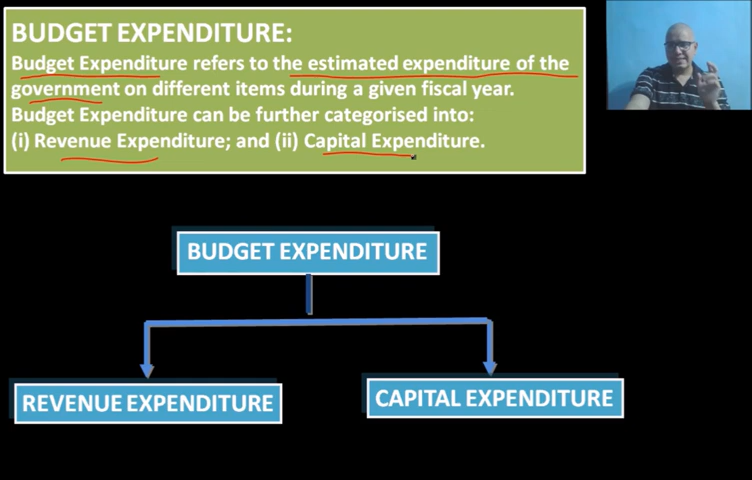 BUDGET EXPENDITURE:
Budget Expenditure refers to the estimated expenditure of the
government on different items during a given fiscal year.
Budget Expenditure can be further categorised into:
(i) Revenue Expenditure; and (ii) Capital Expenditure.
BUDGET EXPENDITURE
REVENUE EXPENDITURE
CAPITAL EXPENDITURE